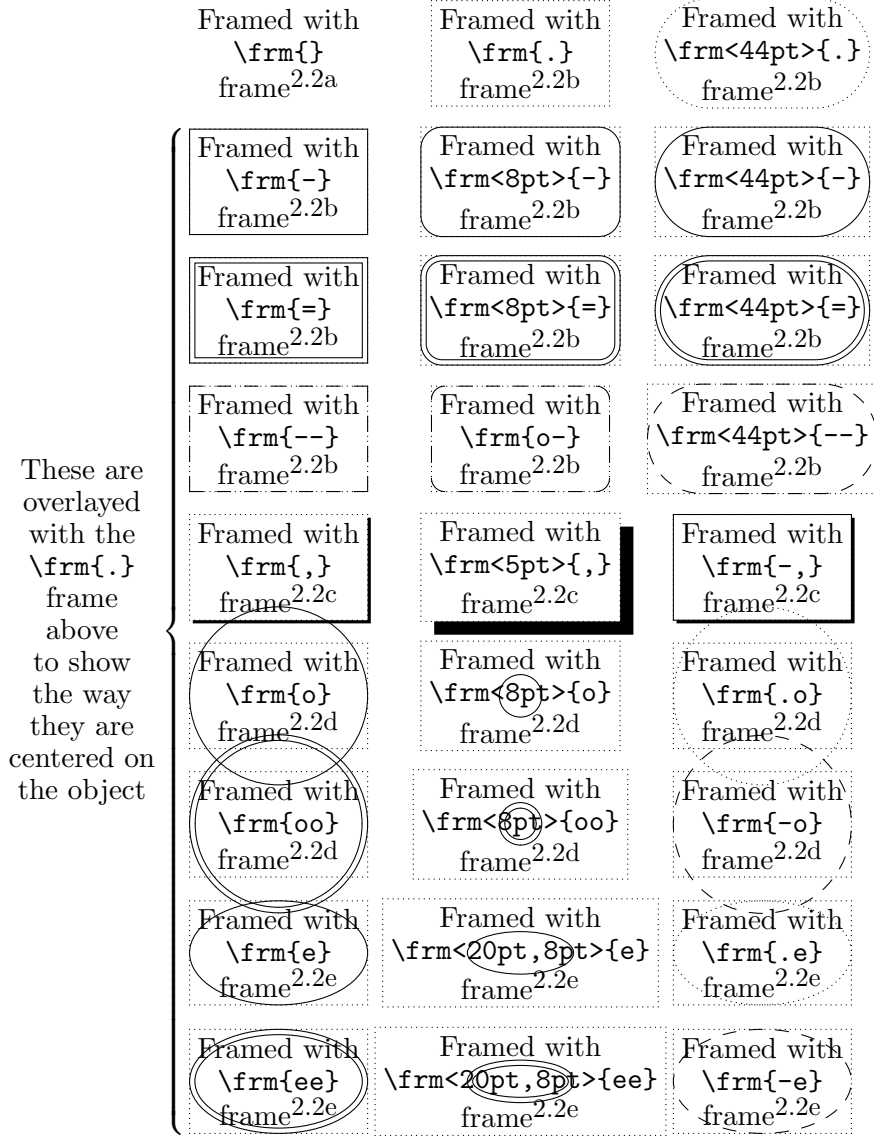 Framed with
\frm{}
frame2.2a
Framed with
\frm{.}
frame2.2b
Framed with
\frm<44pt>{.}
frame2.2b
Framed with
\frm{-}
frame2.2b
Framed with
\frm<8pt>{-}
frame2.2b
Framed with
\frm<44pt>{-}
frame2.2b
Framed with
\frm{=}
frame2.2b
Framed with
\frm<8pt>{=}
frame2.2b
Framed with
\frm<44pt>{=}
frame2.2b
Framed with
\frm{--}
frame2.2b
Framed with
\frm{o-}
frame2.2b
Framed with
\frm<44pt>{--}
frame2.2b
These are
overlayed
with the
\frm{.}
frame
above
to show
the way
they are
centered on
the object
Framed with
\frm{,}
frame2.2c
Framed with
\frm<5pt>{,}
frame2.2c
Framed with
\frm{-,}
frame2.2c
Framed with
\frm{o}
frame2.2d
Framed with
\frm<8pt>{o}
frame2.2d
Framed with
\frm{.o}
frame2.2d
Framed with
\frm{oo}
frame2.2d
Framed with
\frm<8pt>{oo}
frame2.2d
Framed with
\frm{-o}
frame2.2d
Framed with
\frm{e}
frame2.2e
Framed with
\frm<20pt,8pt>{e}
frame2.2e
Framed with
\frm{.e}
frame2.2e
Framed with
\frm{ee}
frame2.2e
Framed with
\frm<20pt,8pt>{ee}
frame2.2e
Framed with
\frm{-e}
frame2.2e